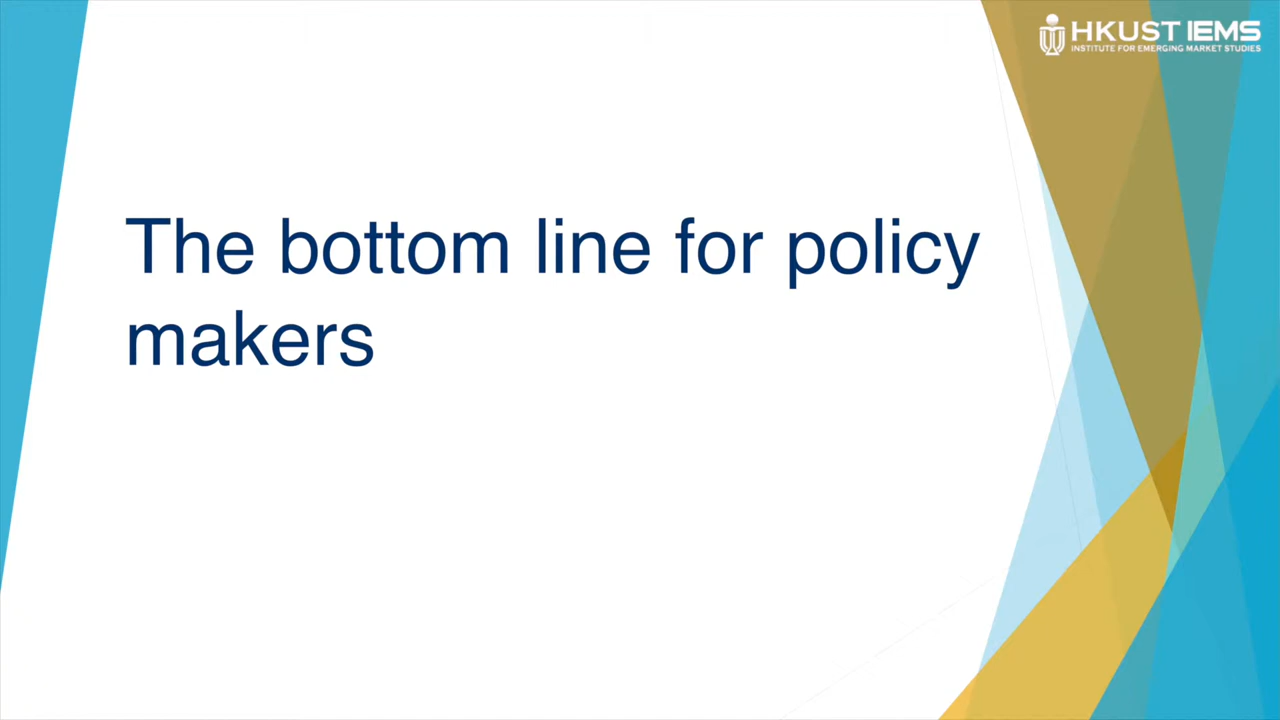 HKUST IEMS
INSTITUTE FOR EMERGING MARKET STUDIES
The bottom line for policy
makers